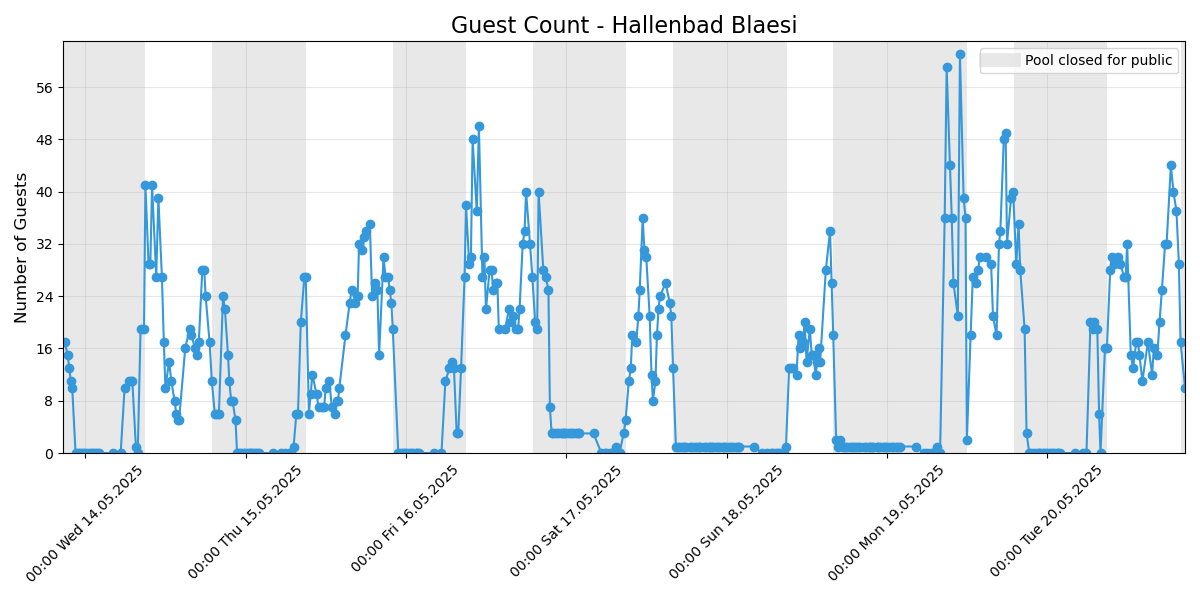 Guest Count - Hallenbad Blaesi
Pool closed for public
Number of Guests
56
48
40
32
24
16
8
0
00:00 Wed 14.05.2025
00:00 Thu 15.05.2025
00:00 Fri 16.05.2025
00:00 Sat 17.05.2025
00:00 Sun 18.05.2025
00:00 Mon 19.05.2025
00:00 Tue 20.05.2025